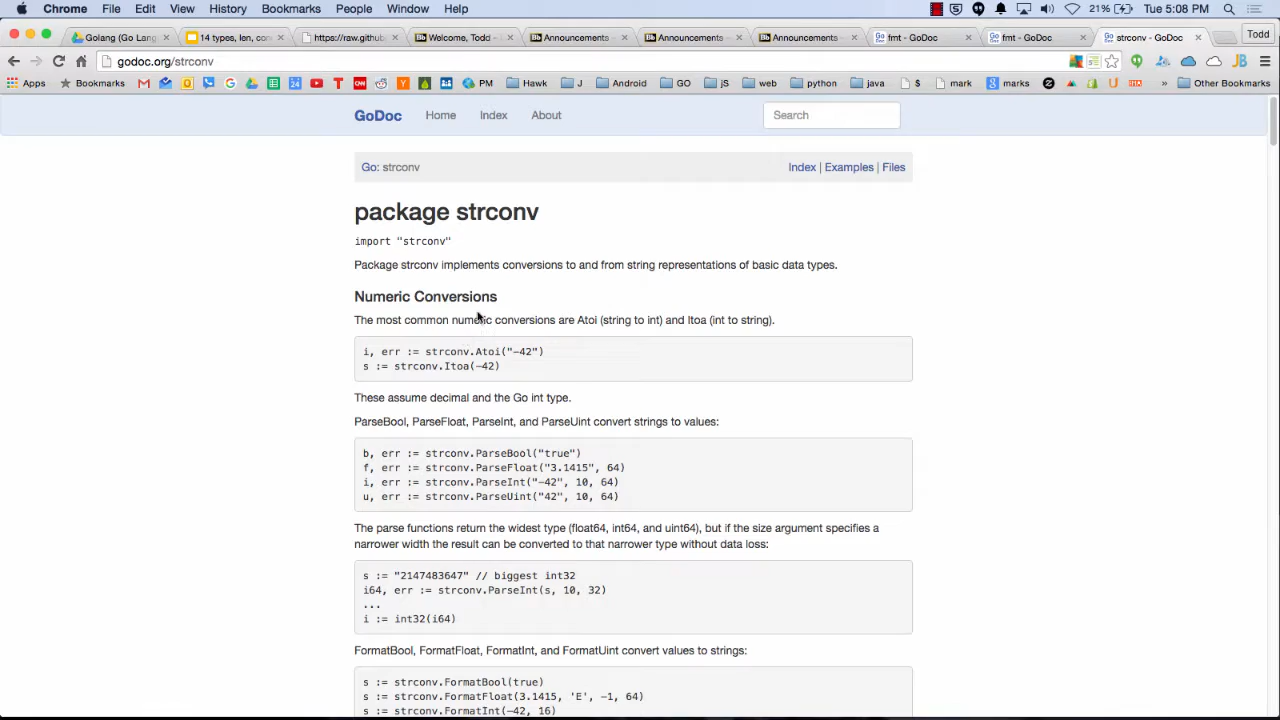 Chrome File Edit View History Bookmarks People Window Help 21% Tue 5:08 PM
Golang (Go Lang 14 types, len, con https://raw.githu Welcome, Todd – Announcements – Announcements – Announcements – fmt - GoDoc fmt - GoDoc strconv - GoDoc Todd
godoc.org/strconv
Apps Bookmarks 24 PM Hawk J Android GO jS web python java $ mark marks Other Bookmarks
GoDoc Home Index About Search
Go: strconv Index | Examples | Files
package strconv
import "strconv"
Package strconv implements conversions to and from string representations of basic data types.
Numeric Conversions
The most common numeric conversions are Atoi (string to int) and Itoa (int to string).
i, err := strconv.Atoi("-42")
s := strconv.Itoa(-42)
These assume decimal and the Go int type.
ParseBool, ParseFloat, ParseInt, and ParseUint convert strings to values:
b, err := strconv.ParseBool("true")
f, err := strconv.ParseFloat("3.1415", 64)
i, err := strconv.ParseInt("-42", 10, 64)
u, err := strconv.ParseUint("42", 10, 64)
The parse functions return the widest type (float64, int64, and uint64), but if the size argument specifies a
narrower width the result can be converted to that narrower type without data loss:
s := "2147483647" // biggest int32
i64, err := strconv.ParseInt(s, 10, 32)
...
i := int32(i64)
FormatBool, FormatFloat, FormatInt, and FormatUint convert values to strings:
s := strconv.FormatBool(true)
s := strconv.FormatFloat(3.1415, 'E', -1, 64)
s := strconv.FormatInt(-42, 16)